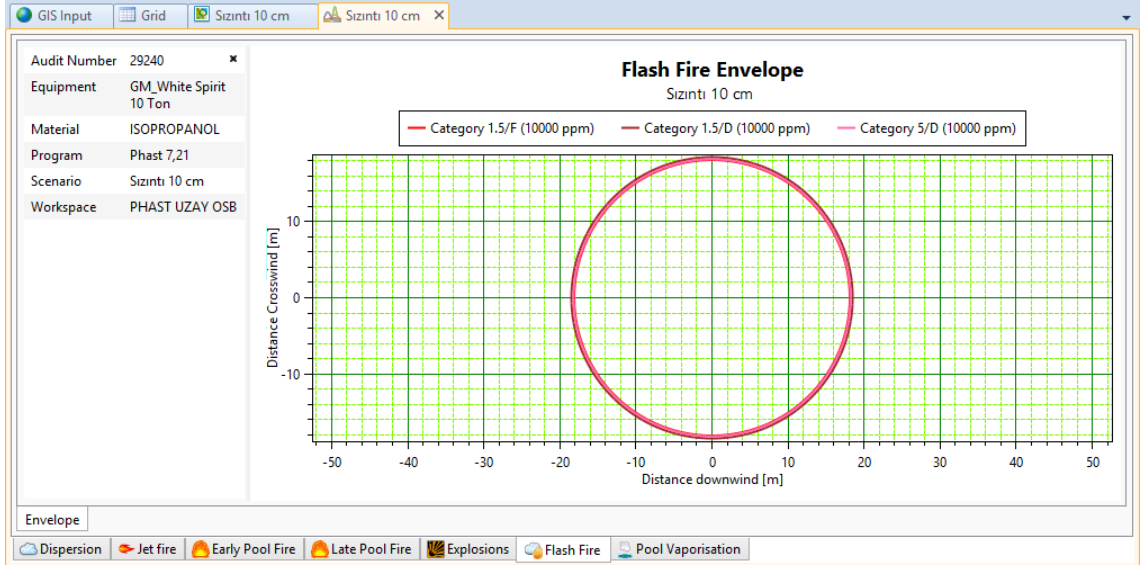 GIS Input
Grid
Sızıntı 10 cm
Sızıntı 10 cm
Audit Number 29240
Equipment GM_White Spirit
10 Ton
Material ISOPROPANOL
Program Phast 7,21
Scenario Sızıntı 10 cm
Workspace PHAST UZAY OSB
Flash Fire Envelope
Sızıntı 10 cm
Category 1.5/F (10000 ppm) Category 1.5/D (10000 ppm) Category 5/D (10000 ppm)
Distance Crosswind [m]
10
0
-10
-50 -40 -30 -20 -10 0 10 20 30 40 50
Distance downwind [m]
Envelope
Dispersion Jet fire Early Pool Fire Late Pool Fire Explosions Flash Fire Pool Vaporisation